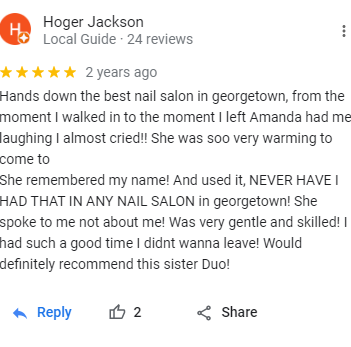 Hoger Jackson
Local Guide · 24 reviews
2 years ago
Hands down the best nail salon in georgetown, from the
moment I walked in to the moment I left Amanda had me
laughing I almost cried!! She was soo very warming to
come to
She remembered my name! And used it, NEVER HAVE I
HAD THAT IN ANY NAIL SALON in georgetown! She
spoke to me not about me! Was very gentle and skilled! I
had such a good time I didnt wanna leave! Would
definitely recommend this sister Duo!
Reply 2 Share